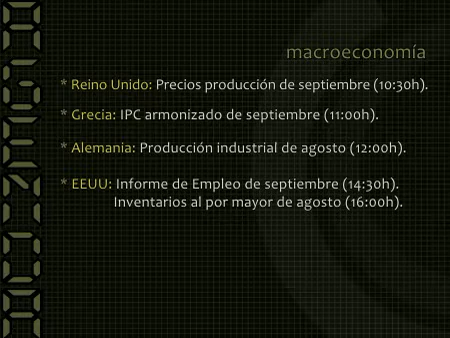 macroeconomía
* Reino Unido: Precios producción de septiembre (10:30h).
* Grecia: IPC armonizado de septiembre (11:00h).
* Alemania: Producción industrial de agosto (12:00h).
* EEUU: Informe de Empleo de septiembre (14:30h).
Inventarios al por mayor de agosto (16:00h).